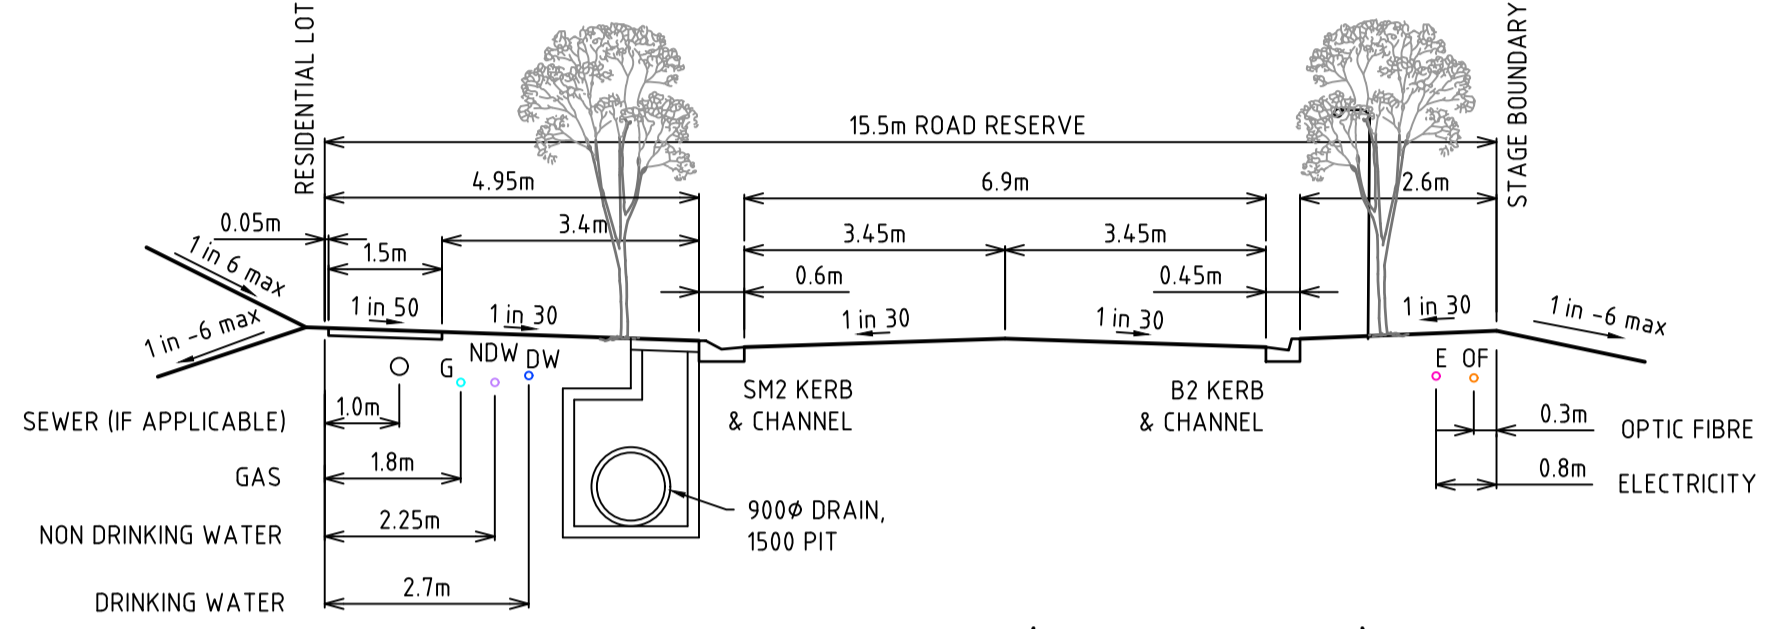 RESIDENTIAL LOT
STAGE BOUNDARY
15.5m ROAD RESERVE
4.95m
6.9m
2.6m
0.05m
3.4m
3.45m
3.45m
1.5m
0.6m
0.45m
1 in 6 max
1 in 50
1 in 30
1 in 30
1 in 30
1 in 30
1 in -6 max
1 in -6 max
G
NDW
DW
E
OF
SM2 KERB
& CHANNEL
B2 KERB
& CHANNEL
SEWER (IF APPLICABLE)
1.0m
0.3m
OPTIC FIBRE
GAS
1.8m
0.8m
ELECTRICITY
NON DRINKING WATER
2.25m
900Ø DRAIN,
1500 PIT
DRINKING WATER
2.7m